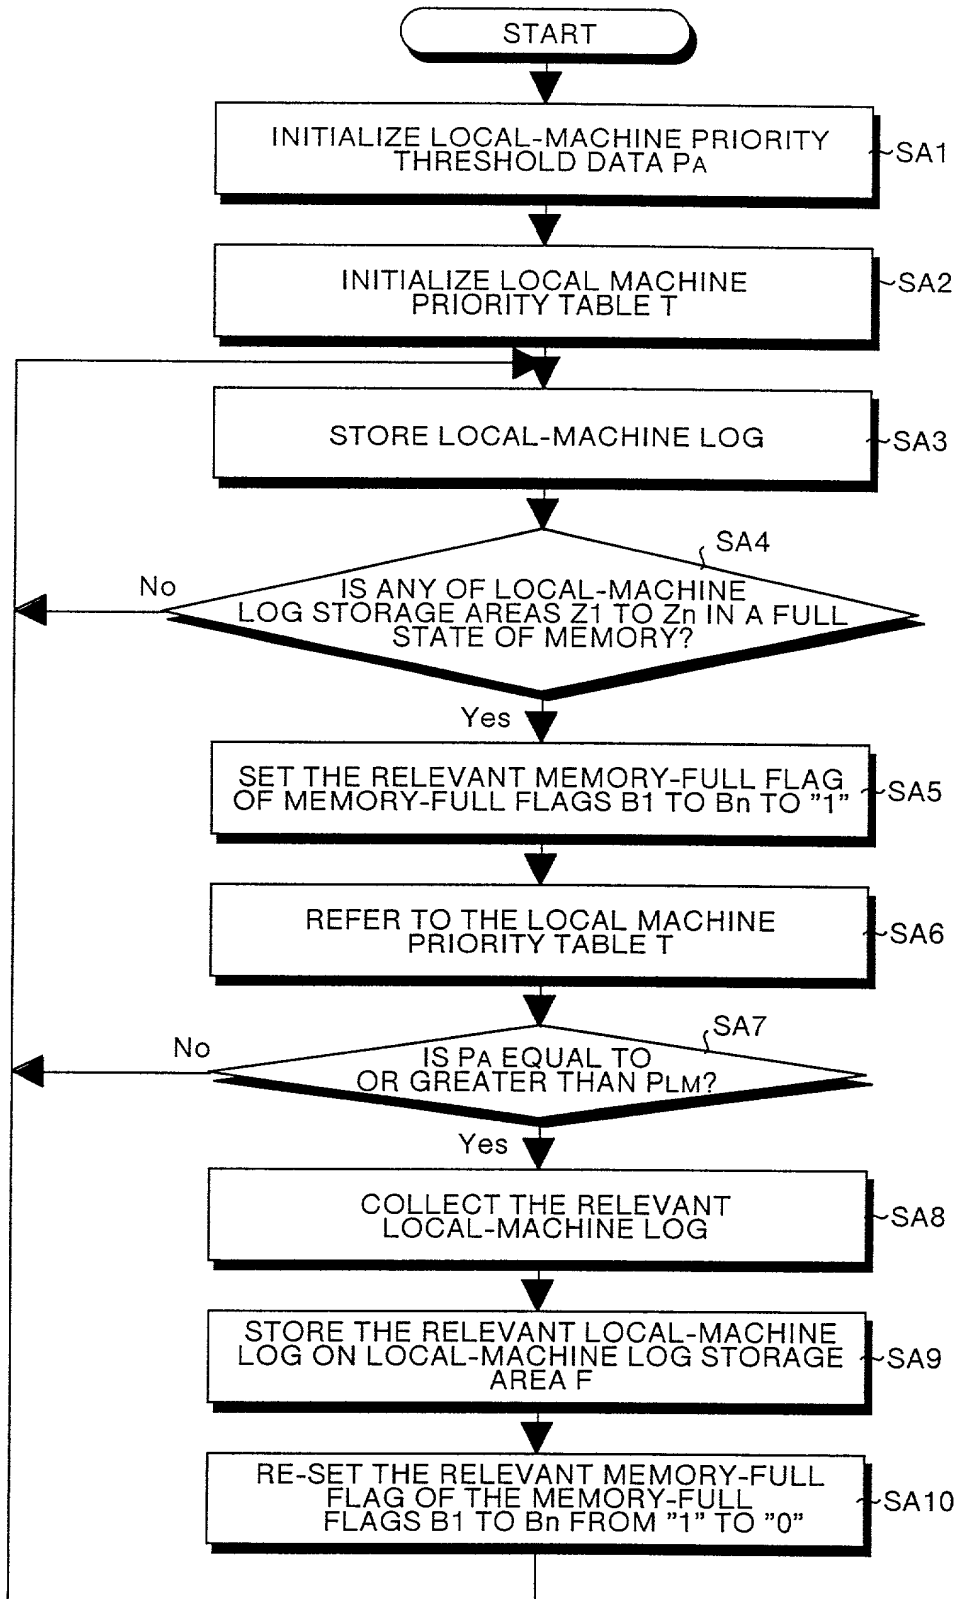 START
INITIALIZE LOCAL-MACHINE PRIORITY
THRESHOLD DATA PA
SA1
INITIALIZE LOCAL MACHINE
PRIORITY TABLE T
SA2
STORE LOCAL-MACHINE LOG
SA3
SA4
No
IS ANY OF LOCAL-MACHINE
LOG STORAGE AREAS Z1 TO Zn IN A FULL
STATE OF MEMORY?
Yes
SET THE RELEVANT MEMORY-FULL FLAG
OF MEMORY-FULL FLAGS B1 TO Bn TO "1"
SA5
REFER TO THE LOCAL MACHINE
PRIORITY TABLE T
SA6
SA7
No
IS PA EQUAL TO
OR GREATER THAN PLM?
Yes
COLLECT THE RELEVANT
LOCAL-MACHINE LOG
SA8
STORE THE RELEVANT LOCAL-MACHINE
LOG ON LOCAL-MACHINE LOG STORAGE
AREA F
SA9
RE-SET THE RELEVANT MEMORY-FULL
FLAG OF THE MEMORY-FULL
FLAGS B1 TO Bn FROM "1" TO "0"
SA10